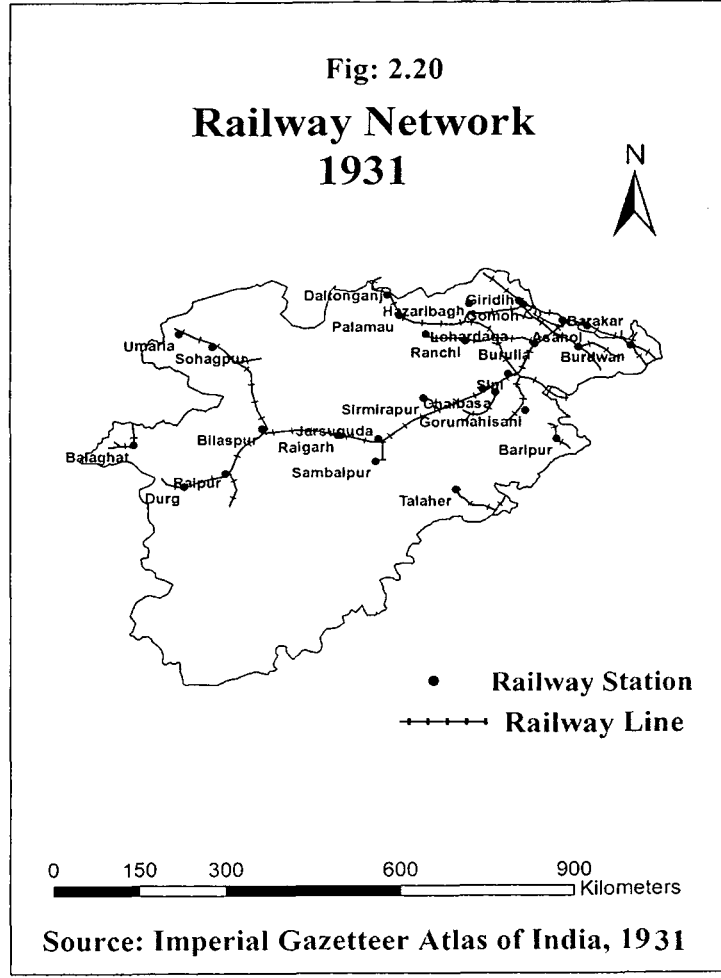 Fig: 2.20
Railway Network
1931
N
Daltonganj
Hazaribagh
Giridih
Gomoh
Barakar
Palamau
Umaria
Sohagpur
Lohardaga
Asanol
Ranchi
Burulia
Burdwan
Sini
Sirmirapur
Chaibasa
Gorumahisani
Bilaspur
Jarsuguda
Raigarh
Baripur
Balaghat
Sambalpur
Raipur
Durg
Talaher
Railway Station
Railway Line
0 150 300 600 900
Kilometers
Source: Imperial Gazetteer Atlas of India, 1931